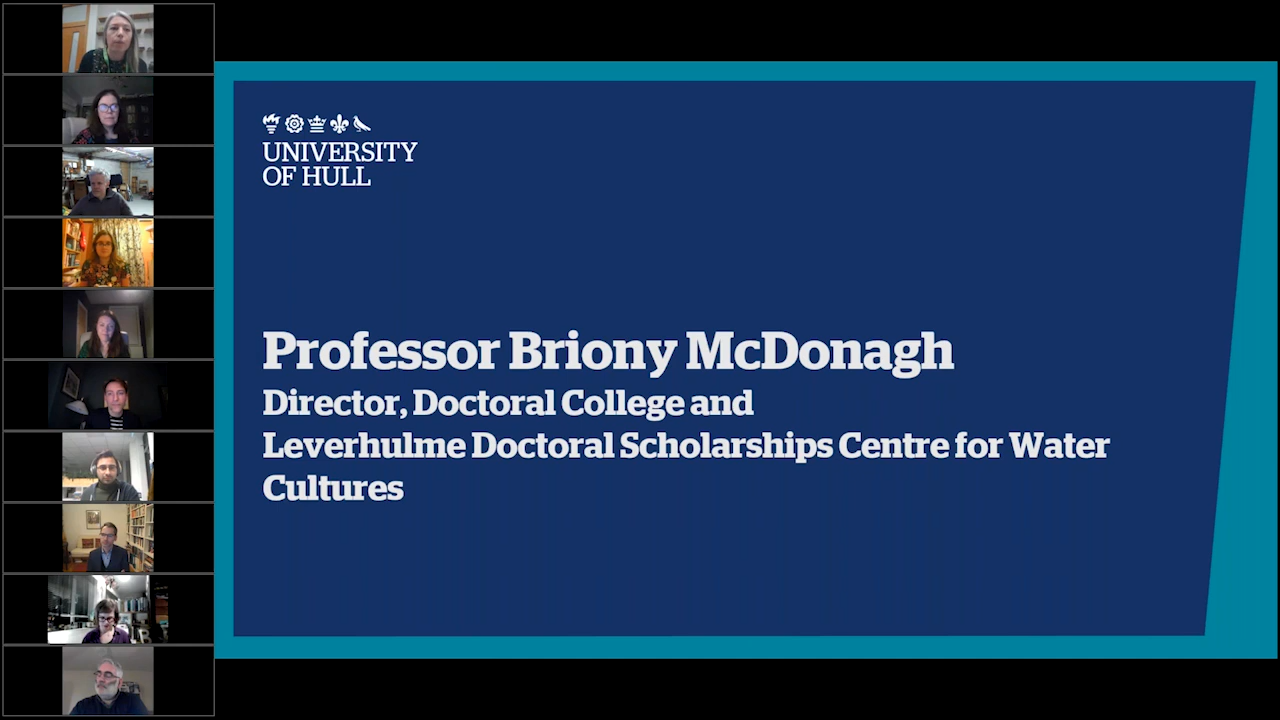 UNIVERSITY
OF HULL
Professor Briony McDonagh
Director, Doctoral College and
Leverhulme Doctoral Scholarships Centre for Water
Cultures